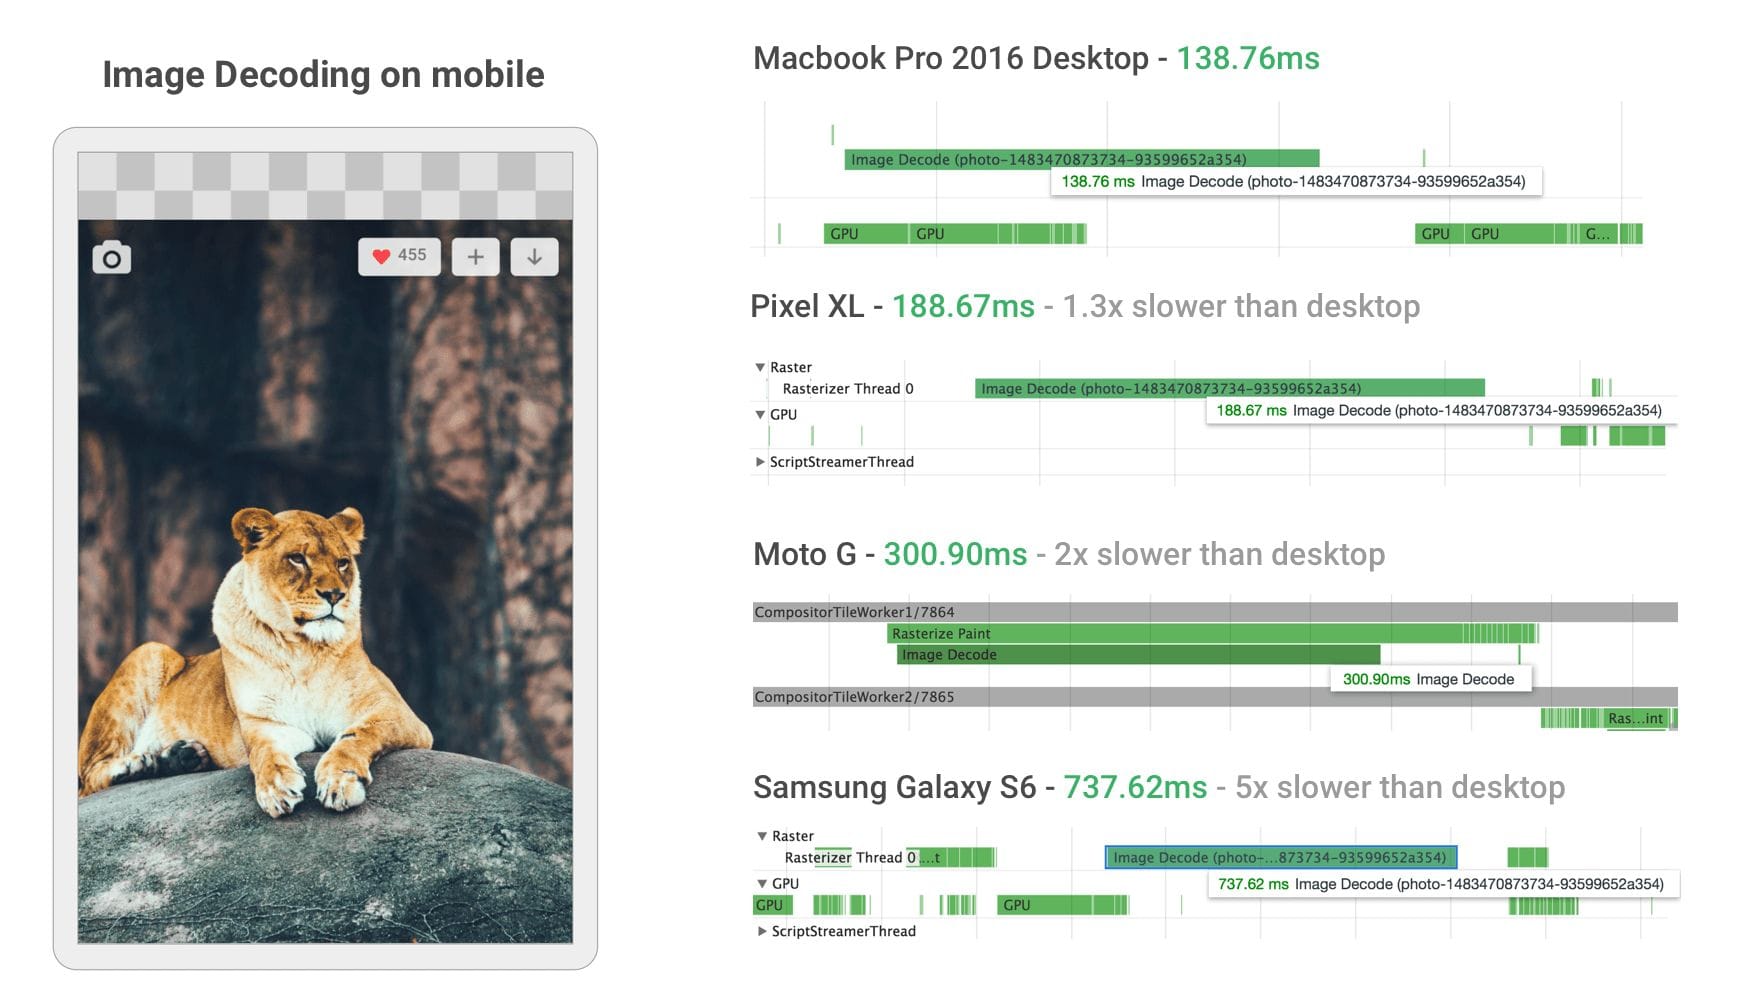 Image Decoding on mobile
455
Macbook Pro 2016 Desktop - 138.76ms
Image Decode (photo-1483470873734-93599652a354)
138.76 ms Image Decode (photo-1483470873734-93599652a354)
GPU GPU GPU GPU G...
Pixel XL - 188.67ms - 1.3x slower than desktop
Raster
Rasterizer Thread 0 Image Decode (photo-1483470873734-93599652a354)
188.67 ms Image Decode (photo-1483470873734-93599652a354)
GPU
ScriptStreamerThread
Moto G - 300.90ms - 2x slower than desktop
CompositorTileWorker1/7864
Rasterize Paint
Image Decode
300.90ms Image Decode
CompositorTileWorker2/7865
Ras...int
Samsung Galaxy S6 - 737.62ms - 5x slower than desktop
Raster
Rasterizer Thread 0 ...t Image Decode (photo-...873734-93599652a354)
737.62 ms Image Decode (photo-1483470873734-93599652a354)
GPU
GPU GPU
ScriptStreamerThread